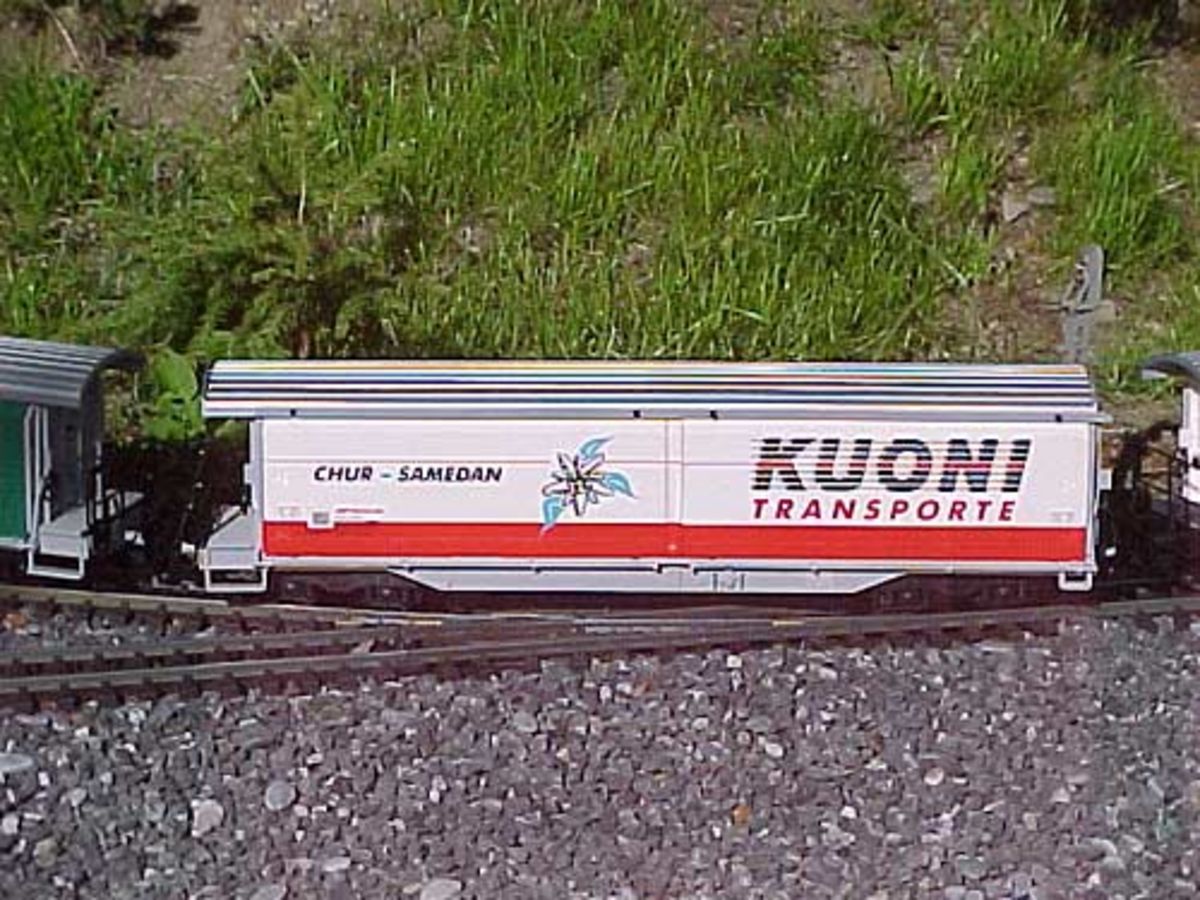 CHUR – SAMEDAN
KUONI
TRANSPORTE